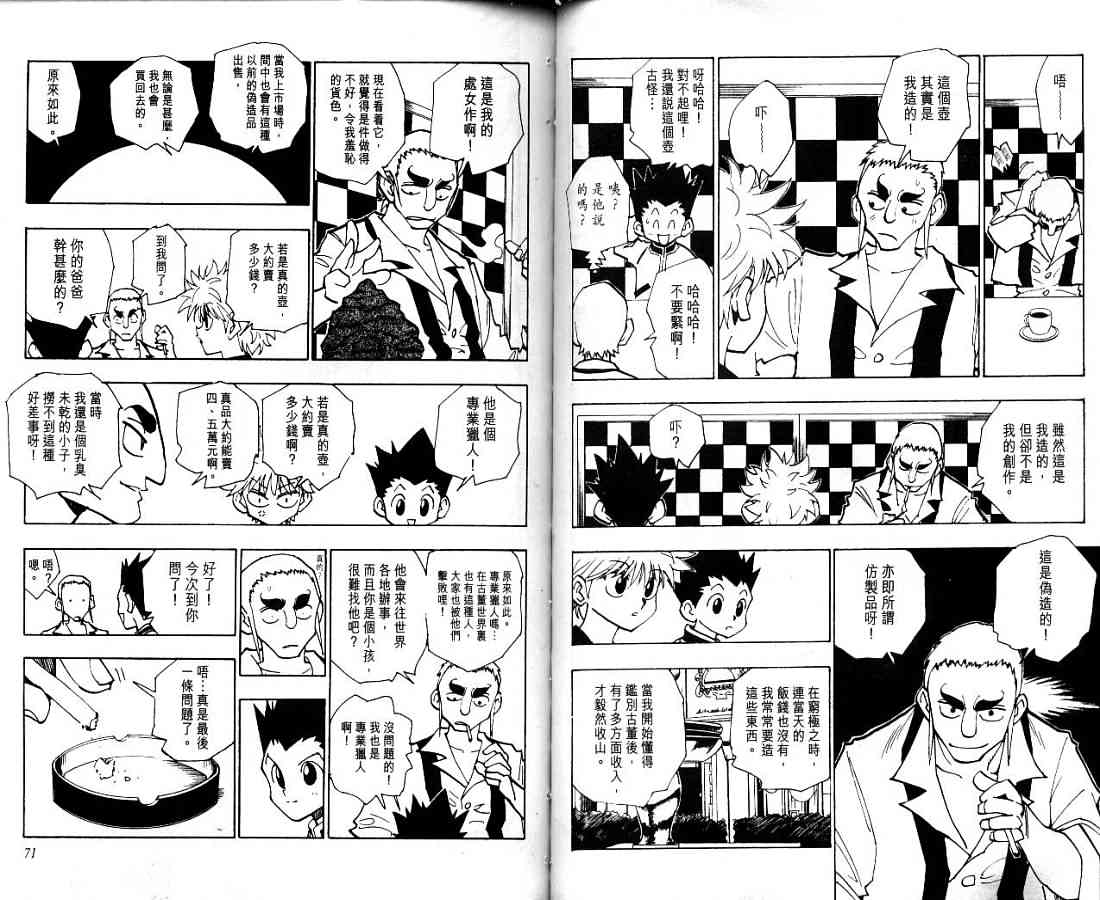 唔⋯⋯
這個壺
其實是
我造的！
吓⋯⋯
呀哈哈！
對不起哩！
我還說這個壺
古怪…
咦？
是他說
的嗎？
哈哈哈！
不要緊啊！
雖然這是
我造的，
但卻不是
我的創作。
吓？
這是偽造的！
亦即所謂
仿製品呀！
在窮極之時，
連當天的
飯錢也沒有，
我常常要造
這些東西。
當我開始懂得
鑑別古董後，
有了多方面收入，
才毅然收山。
這是我的
處女作啊！
現在看看它，
就覺得是件做得
不好，令我羞恥
的貨色。
當我上市場時，
間中也會有這種
以前的偽造品
出售，
無論是甚麼，
我也會
買回去的。
原來如此。
若是真的壺，
大約賣
多少錢？
到我問了。
你的爸爸
幹甚麼的？
他是個
專業獵人！
若是真的壺，
大約賣
多少錢啊？
真品大約能賣
四、五萬元啊。
當時
我還是個乳臭
未乾的小子，
撈不到這種
好差事呀！
原來如此。
專業獵人嗎…
在古董世界裏
也有這種人，
大家也被他們
擊敗哩！
他會來往世界
各地辦事，
而且你是個小孩，
很難找他吧？
沒問題的！
我也是
專業獵人
啊！
真的？
好了！
今次到你
問了！
唔？
嗯。
唔…真是最後
一條問題了。
71